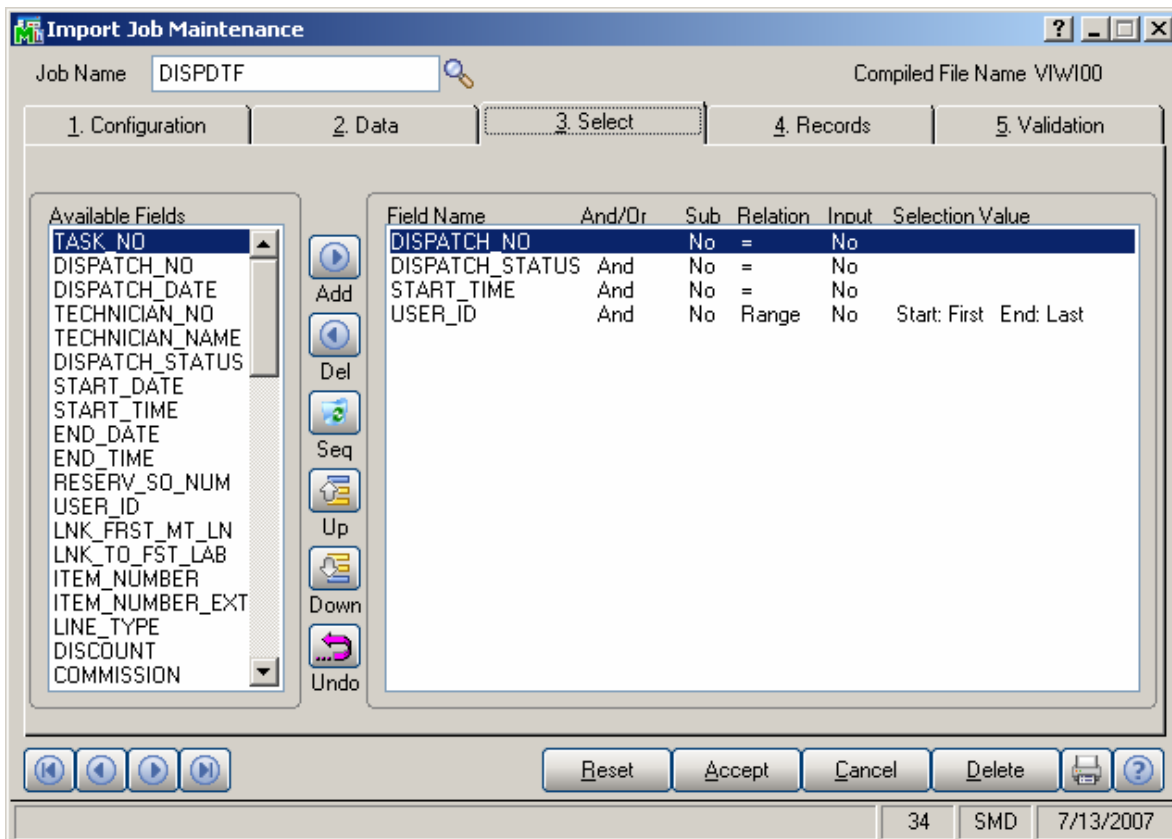 Import Job Maintenance
Job Name DISPDTF Compiled File Name VIWI00
1. Configuration 2. Data 3. Select 4. Records 5. Validation
Available Fields
TASK_NO
DISPATCH_NO
DISPATCH_DATE
TECHNICIAN_NO
TECHNICIAN_NAME
DISPATCH_STATUS
START_DATE
START_TIME
END_DATE
END_TIME
RESERV_SO_NUM
USER_ID
LNK_FRST_MT_LN
LNK_TO_FST_LAB
ITEM_NUMBER
ITEM_NUMBER_EXT
LINE_TYPE
DISCOUNT
COMMISSION
Add
Del
Seq
Up
Down
Undo
Field Name And/Or Sub Relation Input Selection Value
DISPATCH_NO No = No
DISPATCH_STATUS And No = No
START_TIME And No = No
USER_ID And No Range No Start: First End: Last
Reset Accept Cancel Delete
34 SMD 7/13/2007